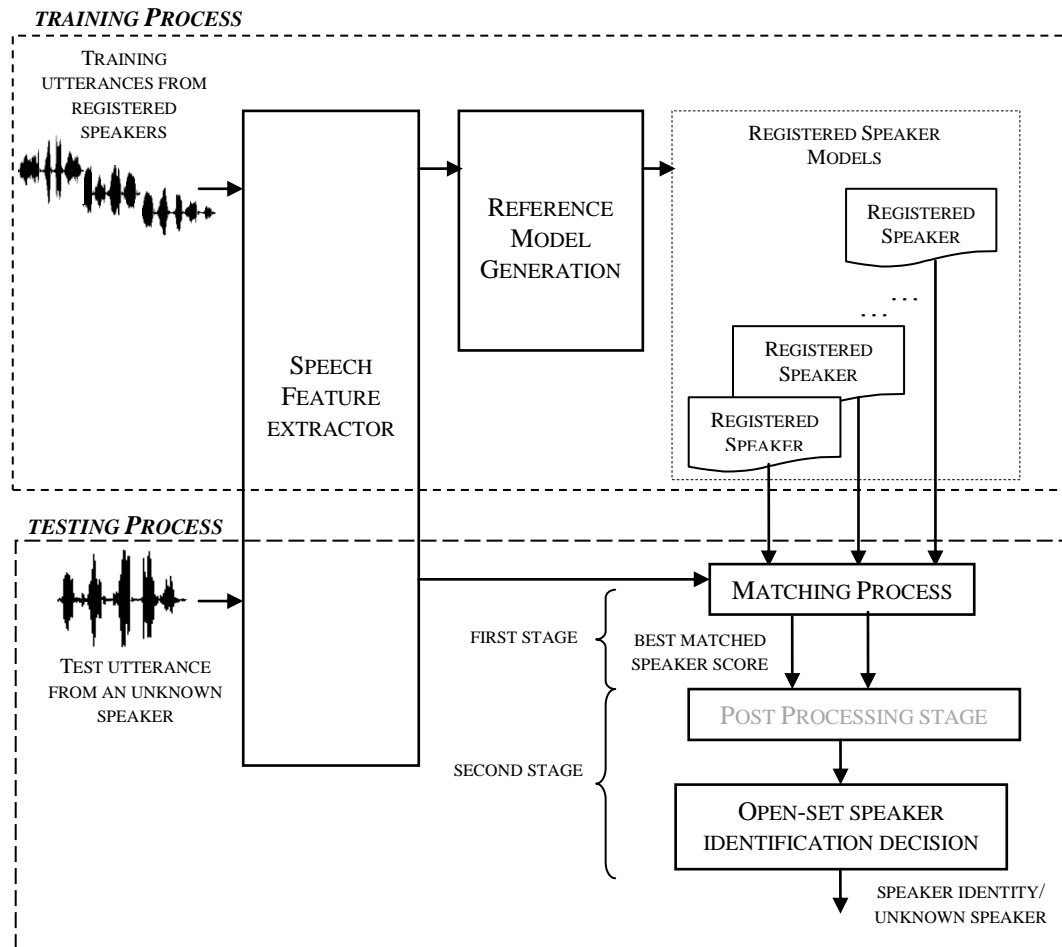 TRAINING PROCESS
TRAINING
UTTERANCES FROM
REGISTERED
SPEAKERS
SPEECH
FEATURE
EXTRACTOR
REFERENCE
MODEL
GENERATION
REGISTERED SPEAKER
MODELS
REGISTERED
SPEAKER
...
...
REGISTERED
SPEAKER
REGISTERED
SPEAKER
TESTING PROCESS
TEST UTTERANCE
FROM AN UNKNOWN
SPEAKER
MATCHING PROCESS
FIRST STAGE
BEST MATCHED
SPEAKER SCORE
POST PROCESSING STAGE
SECOND STAGE
OPEN-SET SPEAKER
IDENTIFICATION DECISION
SPEAKER IDENTITY/
UNKNOWN SPEAKER